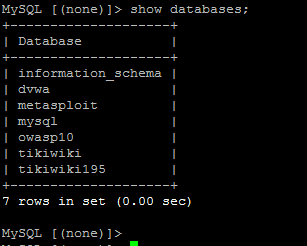 MySQL [(none)]> show databases;
+--------------------+
| Database           |
+--------------------+
| information_schema |
| dvwa               |
| metasploit         |
| mysql              |
| owasp10            |
| tikiwiki           |
| tikiwiki195        |
+--------------------+
7 rows in set (0.00 sec)

MySQL [(none)]>